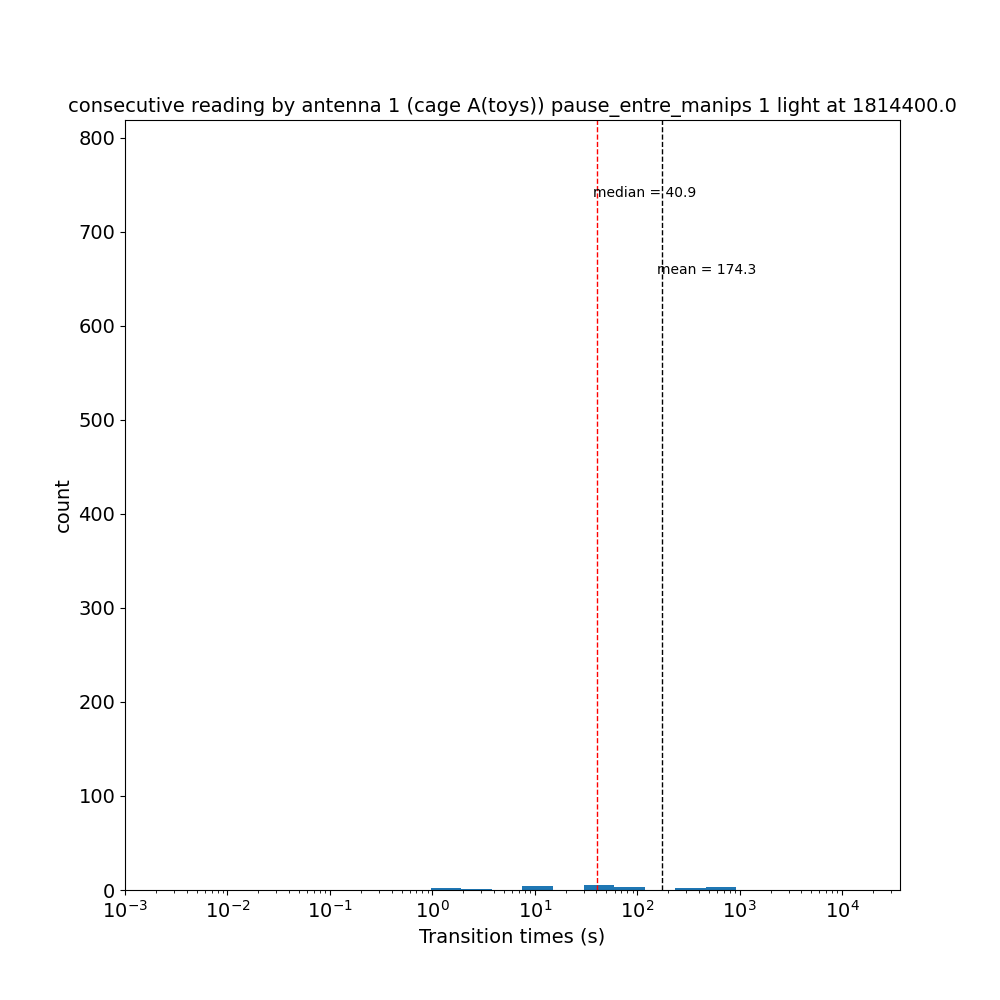 consecutive reading by antenna 1 (cage A(toys)) pause_entre_manips 1 light at 1814400.0
800
median = 40.9
700
mean = 174.3
600
500
count
400
300
200
100
0
10⁻³ 10⁻² 10⁻¹ 10⁰ 10¹ 10² 10³ 10⁴
Transition times (s)